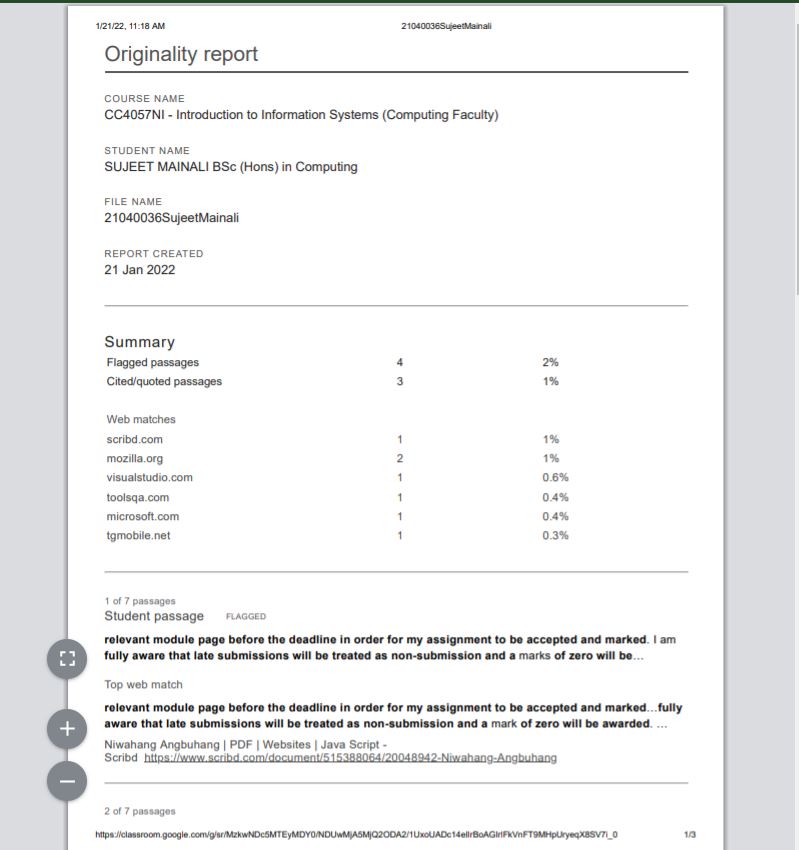 1/21/22, 11:18 AM 21040036SujeetMainali
Originality report
COURSE NAME
CC4057NI - Introduction to Information Systems (Computing Faculty)
STUDENT NAME
SUJEET MAINALI BSc (Hons) in Computing
FILE NAME
21040036SujeetMainali
REPORT CREATED
21 Jan 2022
Summary
Flagged passages 4 2%
Cited/quoted passages 3 1%
Web matches
scribd.com 1 1%
mozilla.org 2 1%
visualstudio.com 1 0.6%
toolsqa.com 1 0.4%
microsoft.com 1 0.4%
tgmobile.net 1 0.3%
1 of 7 passages
Student passage FLAGGED
relevant module page before the deadline in order for my assignment to be accepted and marked. I am
fully aware that late submissions will be treated as non-submission and a marks of zero will be…
Top web match
relevant module page before the deadline in order for my assignment to be accepted and marked...fully
aware that late submissions will be treated as non-submission and a mark of zero will be awarded. ...
Niwahang Angbuhang | PDF | Websites | Java Script -
Scribd https://www.scribd.com/document/515388064/20048942-Niwahang-Angbuhang
2 of 7 passages
1/3